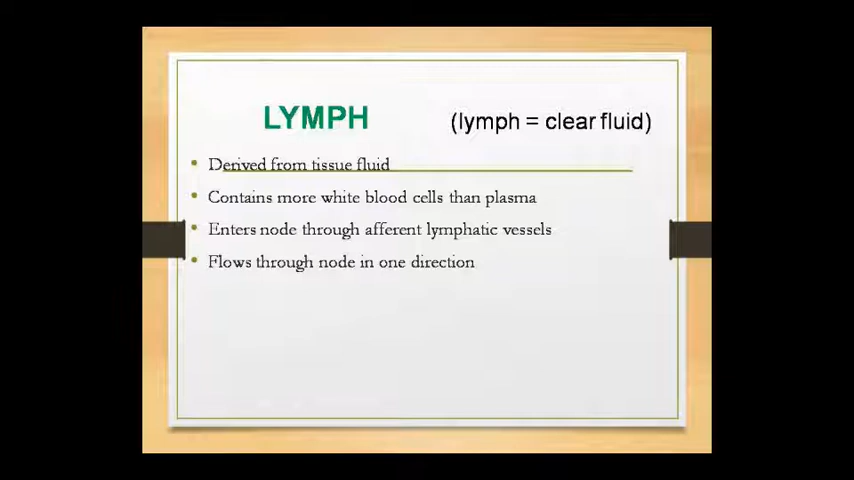 LYMPH (lymph = clear fluid)
• Derived from tissue fluid
• Contains more white blood cells than plasma
• Enters node through afferent lymphatic vessels
• Flows through node in one direction